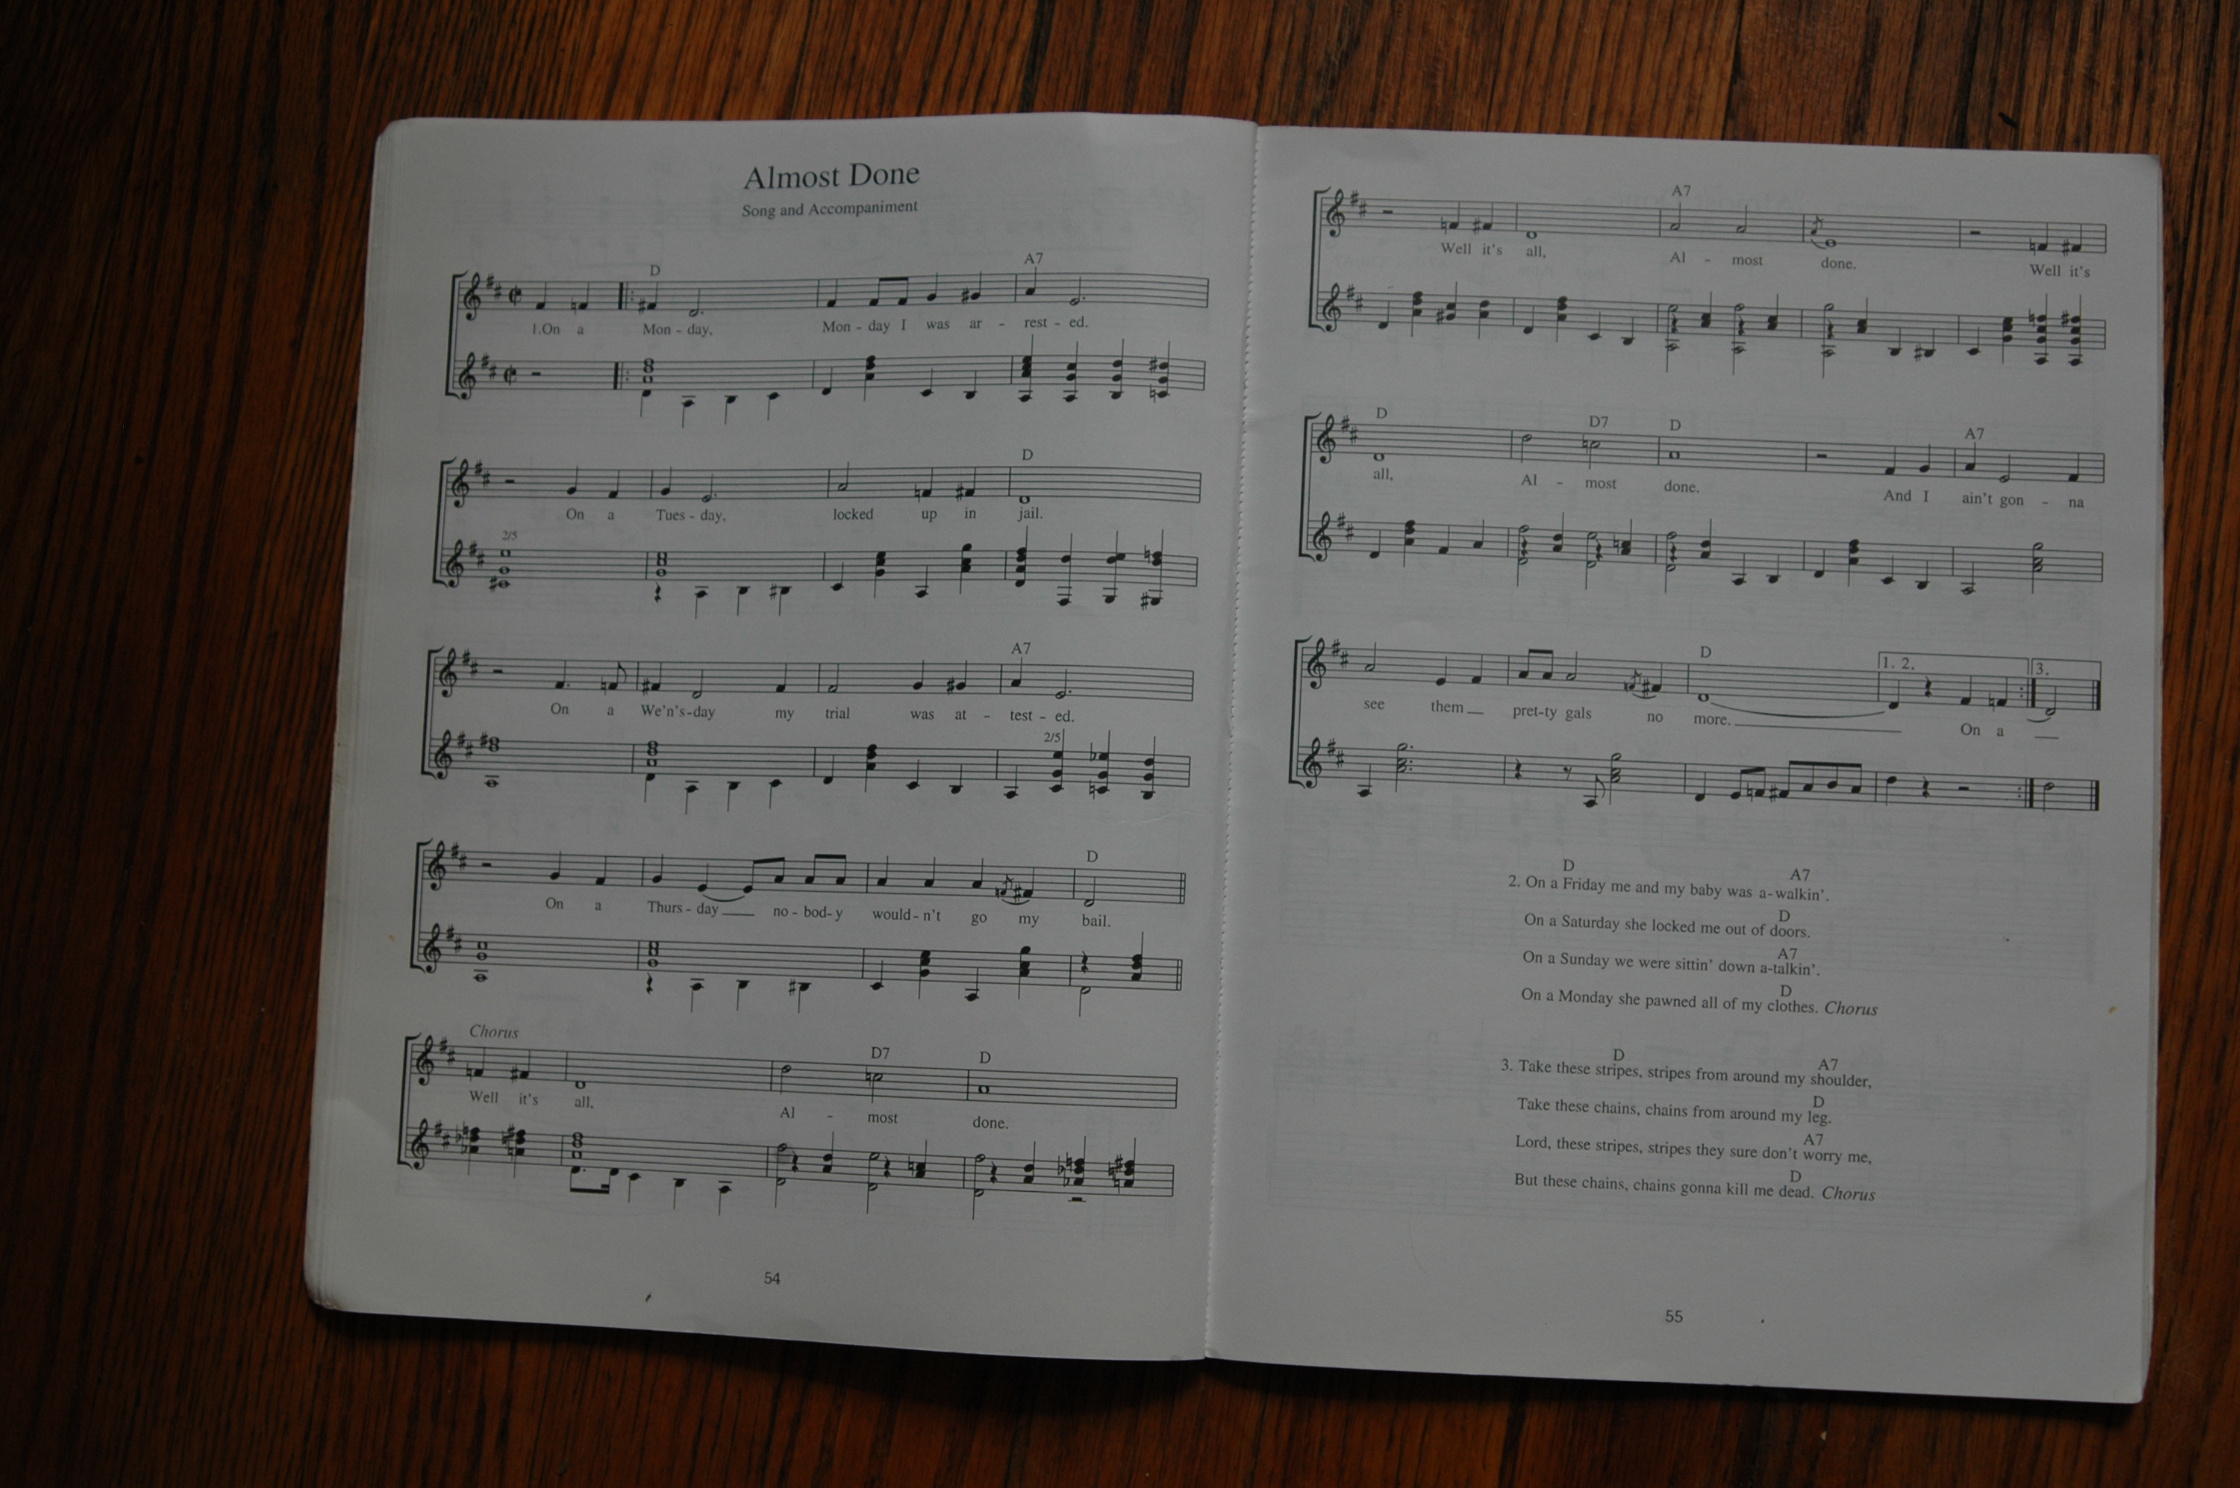 Almost Done
Song and Accompaniment
D A7
1.On a Mon - day, Mon - day I was ar - rest - ed.
D
On a Tues - day, locked up in jail.
2/5
A7
On a We'n's-day my trial was at - test - ed.
2/5
D
On a Thurs - day no - bod - y would - n't go my bail.
Chorus
D7 D
Well it's all, Al - most done.
54
A7
Well it's all, Al - most done. Well it's
D D7 D A7
all, Al - most done. And I ain't gon - na
D 1. 2. 3.
see them pret-ty gals no more. On a
D A7
2. On a Friday me and my baby was a-walkin'.
D
On a Saturday she locked me out of doors.
A7
On a Sunday we were sittin' down a-talkin'.
D
On a Monday she pawned all of my clothes. Chorus
D A7
3. Take these stripes, stripes from around my shoulder,
D
Take these chains, chains from around my leg.
A7
Lord, these stripes, stripes they sure don't worry me,
D
But these chains, chains gonna kill me dead. Chorus
55